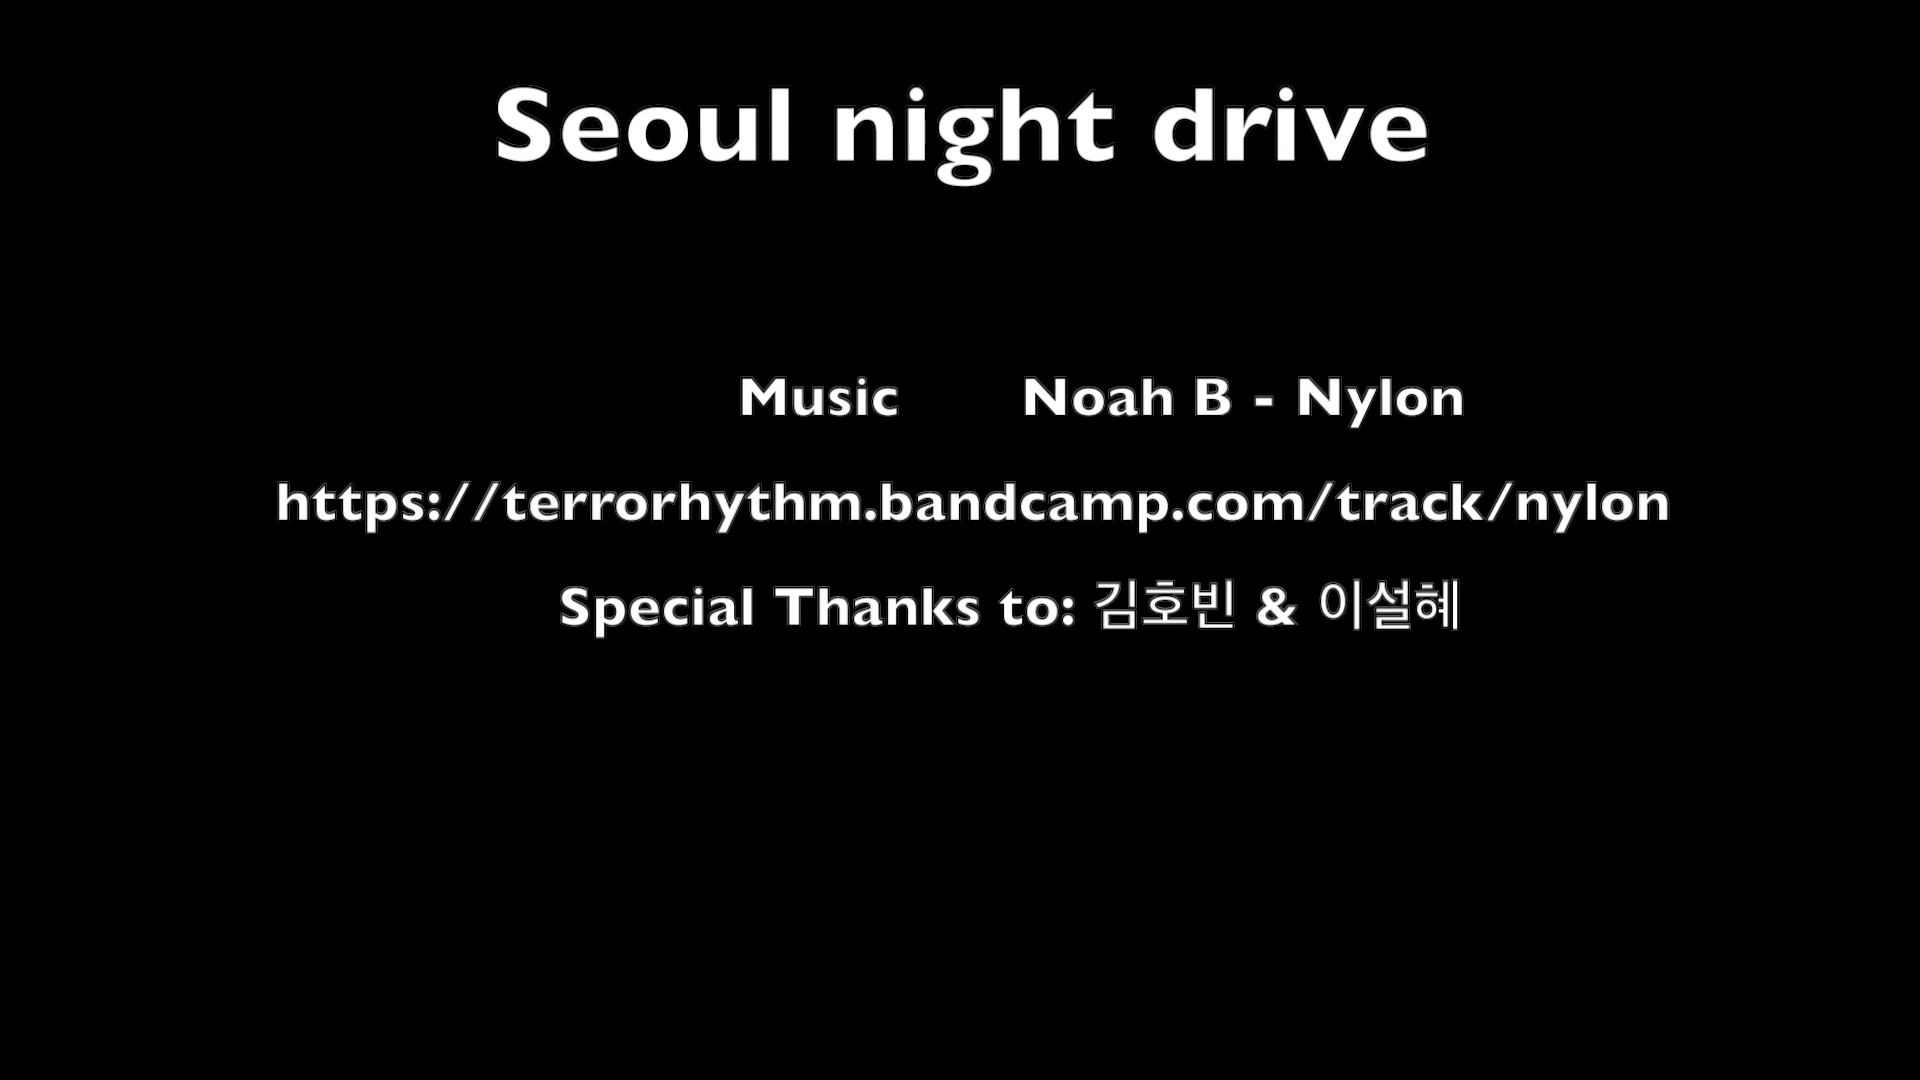 Seoul night drive
Music Noah B - Nylon
https://terrorhythm.bandcamp.com/track/nylon
Special Thanks to: 김호빈 & 이설혜